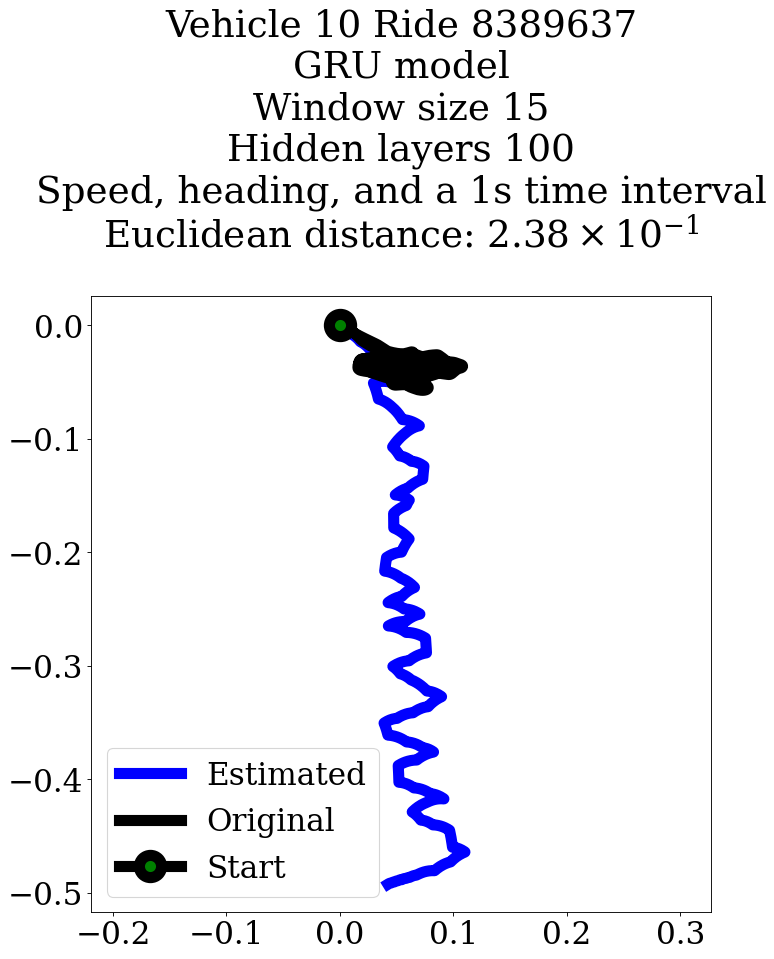 Vehicle 10 Ride 8389637
GRU model
Window size 15
Hidden layers 100
Speed, heading, and a 1s time interval
Euclidean distance: 2.38 × 10⁻¹
0.0
−0.1
−0.2
−0.3
−0.4
−0.5
Estimated
Original
Start
−0.2 −0.1 0.0 0.1 0.2 0.3